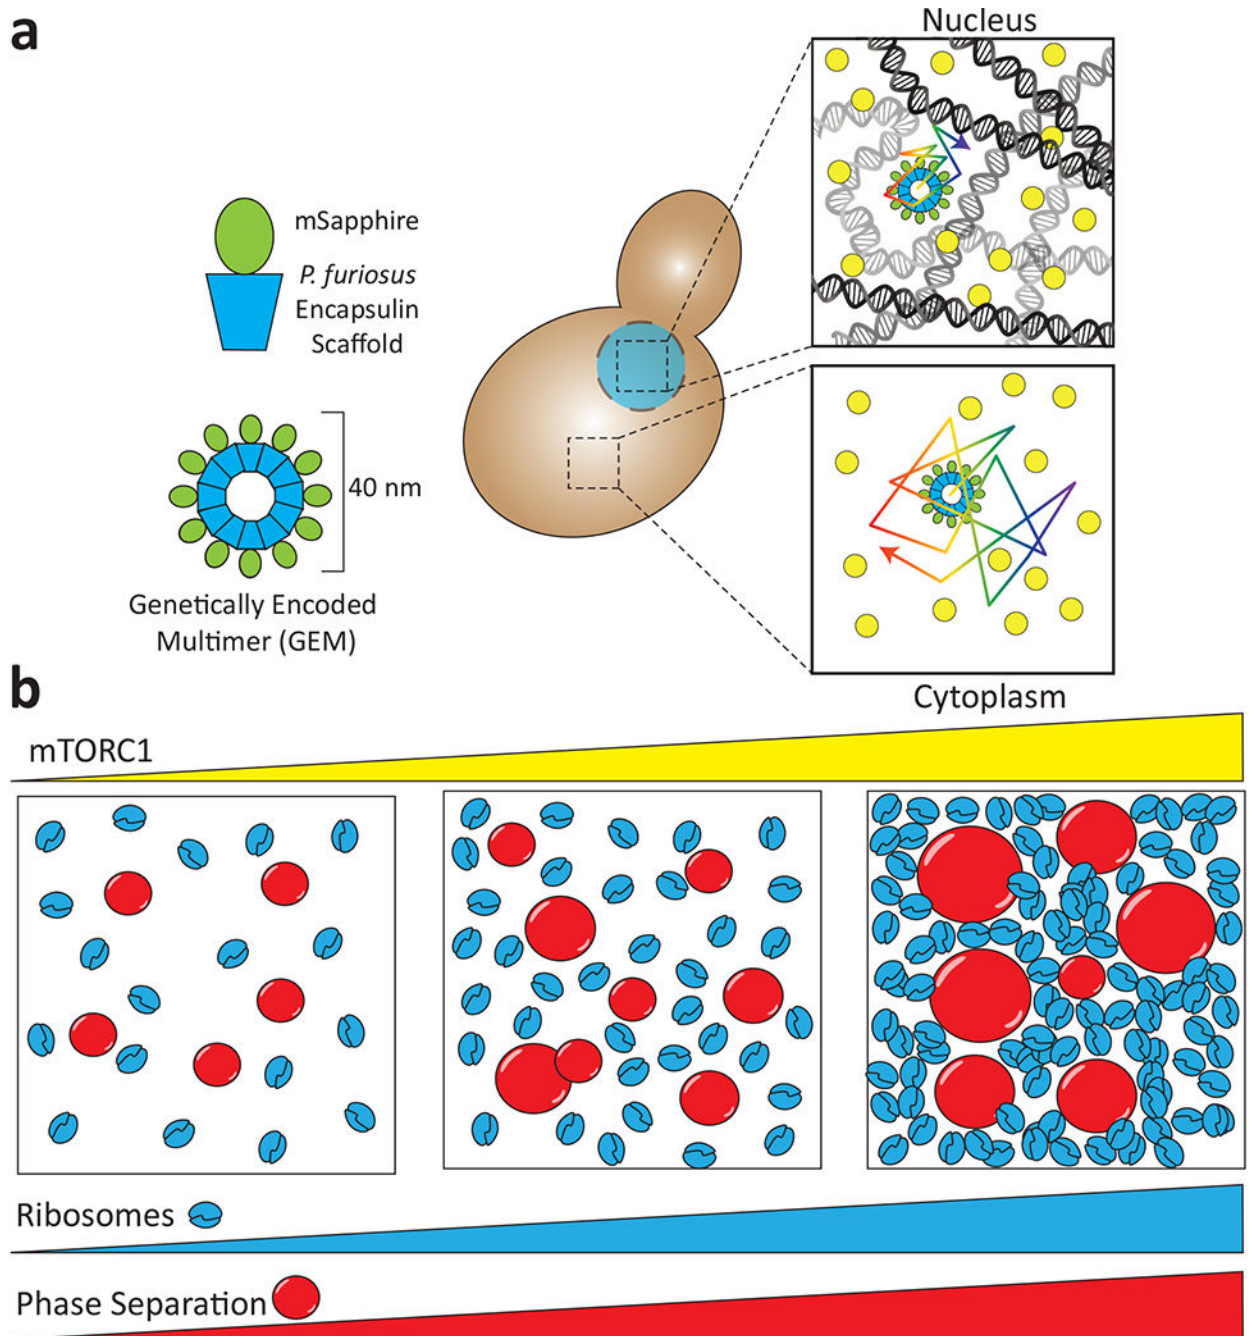 a
Nucleus
mSapphire
P. furiosus
Encapsulin
Scaffold
40 nm
Genetically Encoded
Multimer (GEM)
Cytoplasm
b
mTORC1
Ribosomes
Phase Separation